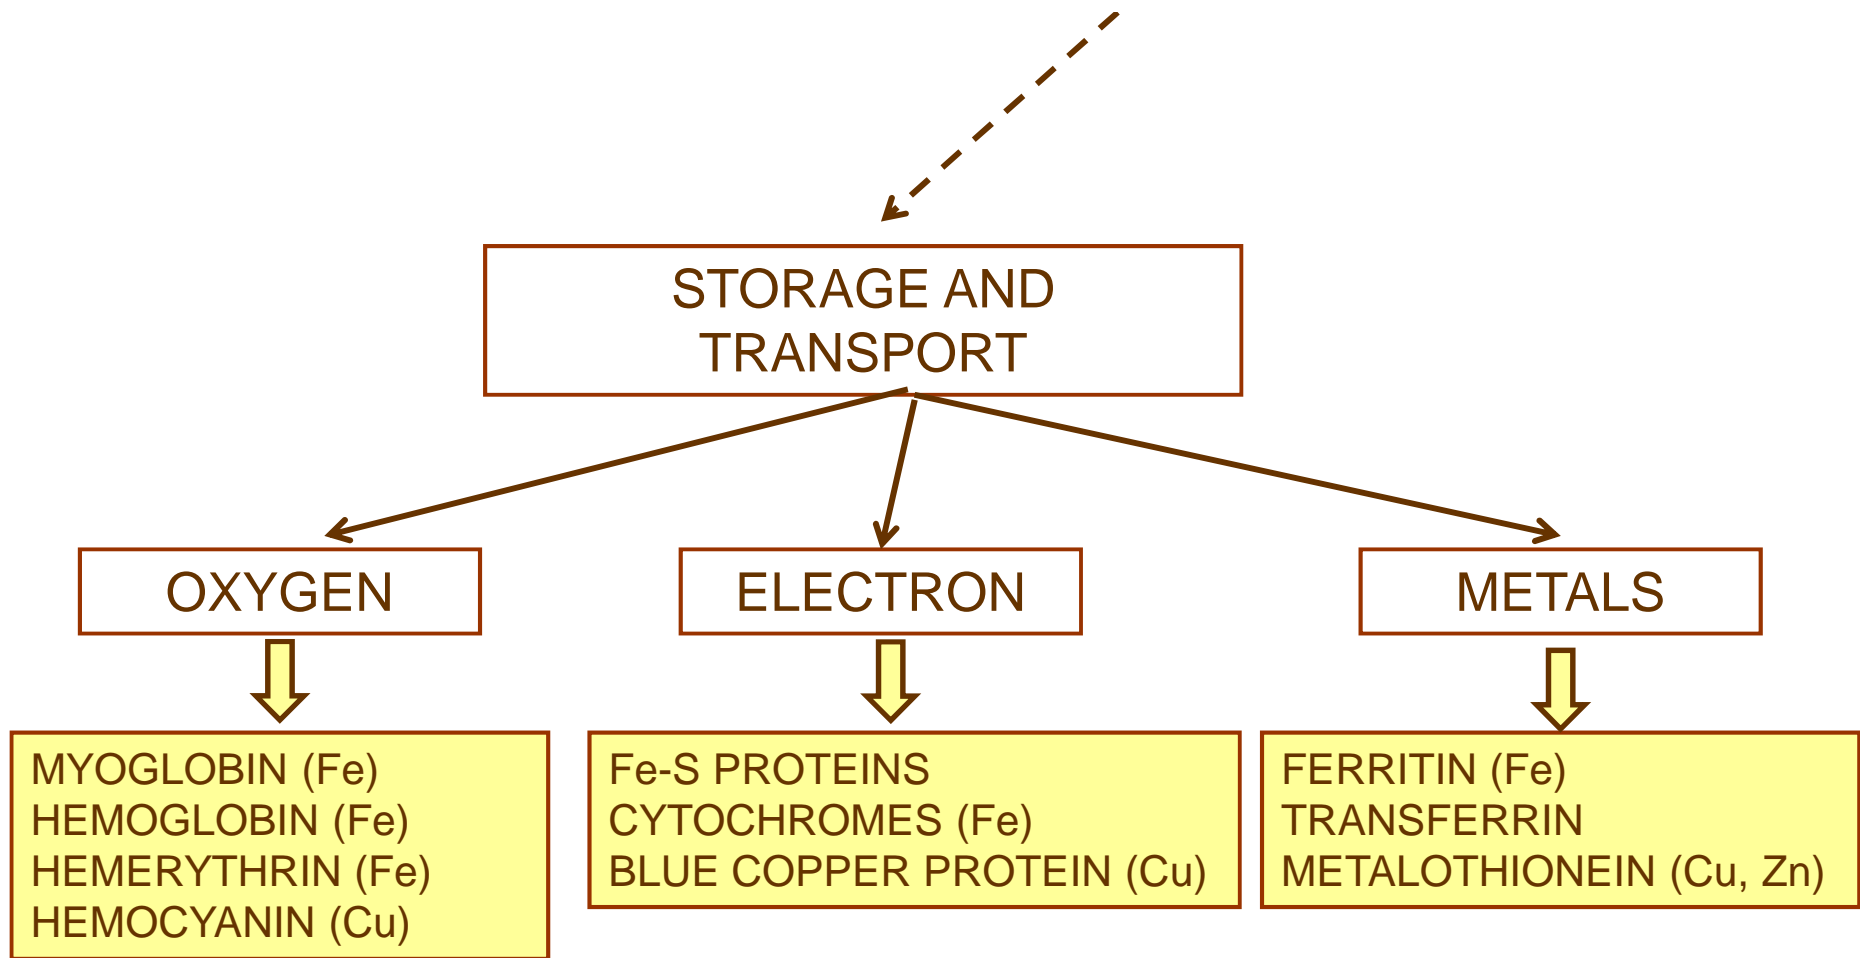 STORAGE AND
TRANSPORT
OXYGEN
ELECTRON
METALS
MYOGLOBIN (Fe)
HEMOGLOBIN (Fe)
HEMERYTHRIN (Fe)
HEMOCYANIN (Cu)
Fe-S PROTEINS
CYTOCHROMES (Fe)
BLUE COPPER PROTEIN (Cu)
FERRITIN (Fe)
TRANSFERRIN
METALOTHIONEIN (Cu, Zn)